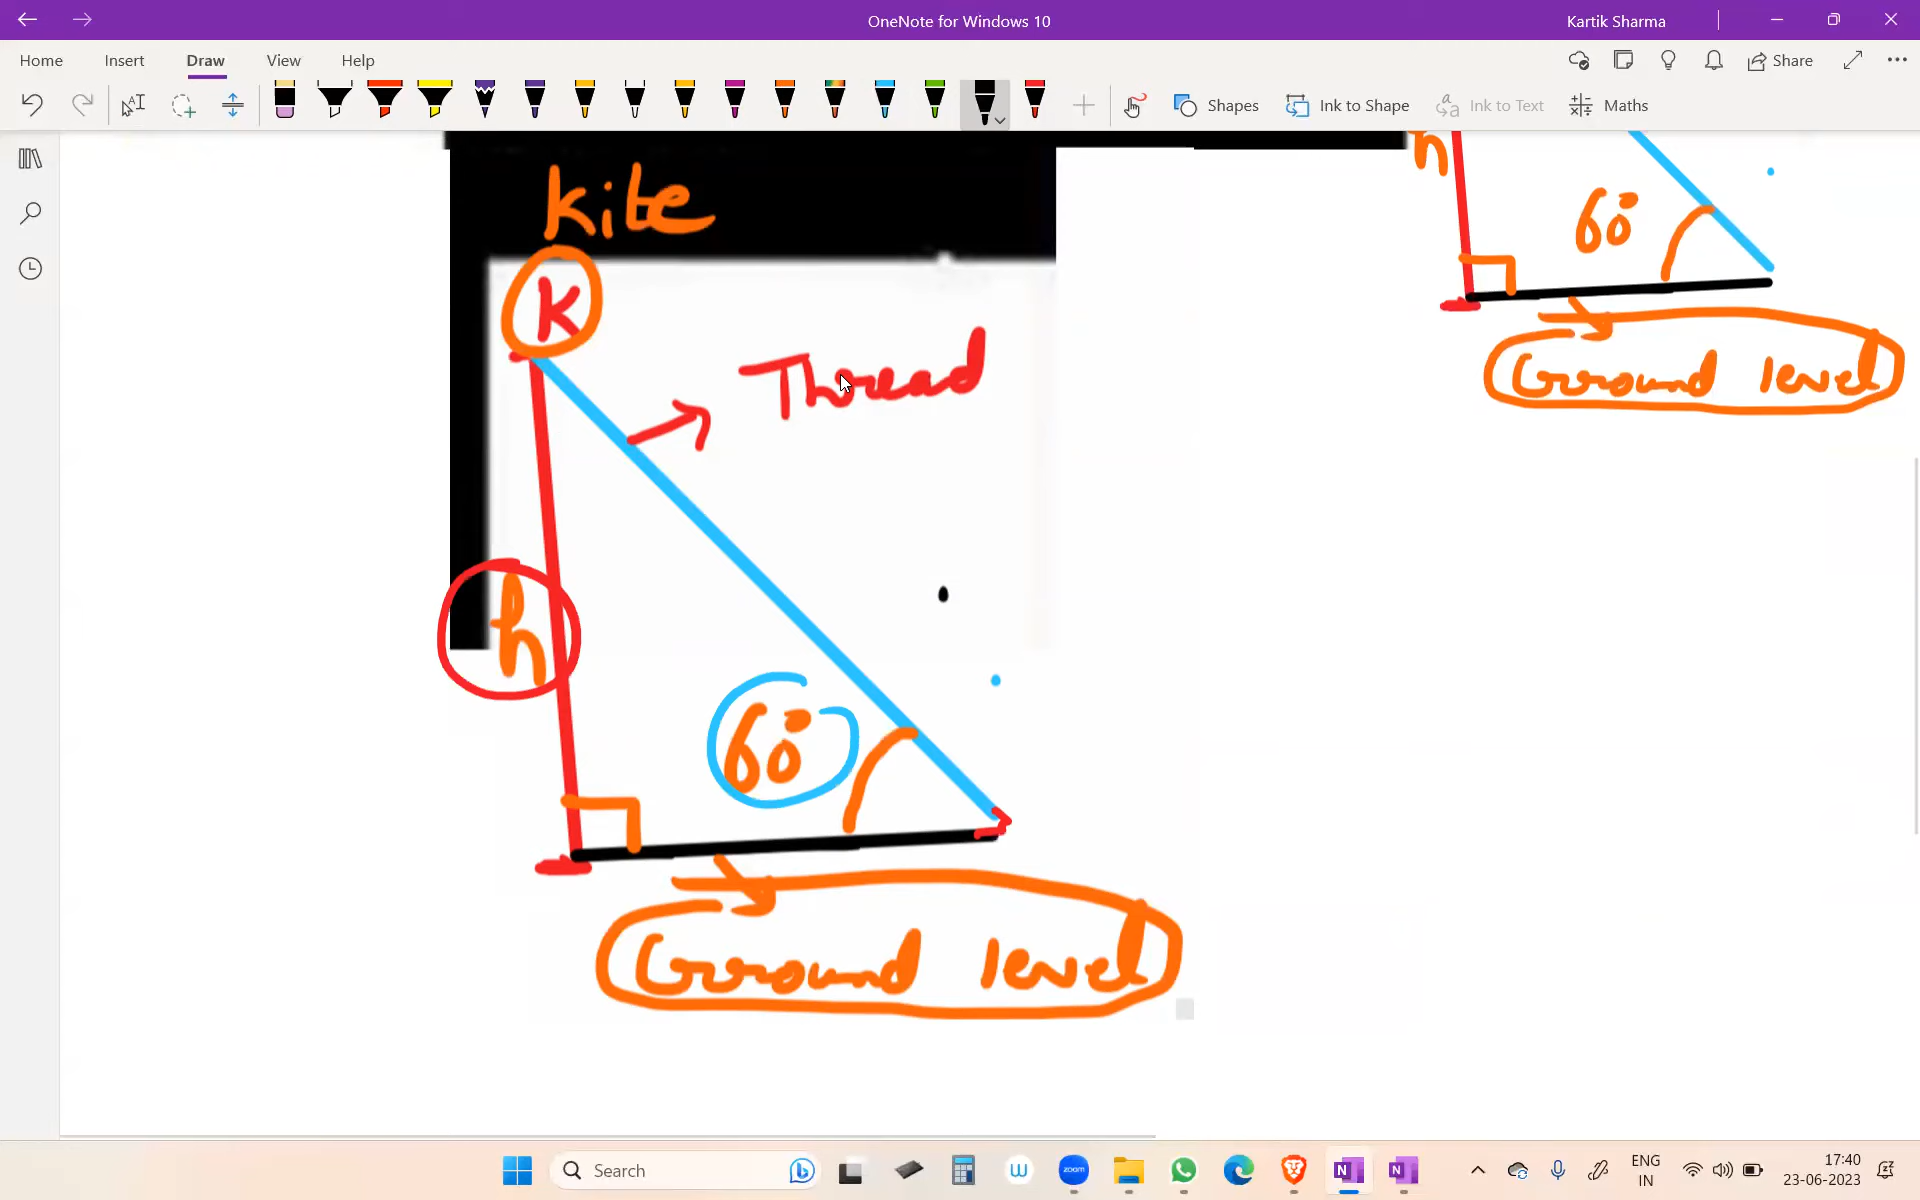 OneNote for Windows 10
Kartik Sharma
Home Insert Draw View Help
Share
Shapes
Ink to Shape
Ink to Text
Maths
kite
K
Thread
h
60°
Ground level
h
60°
Ground level
Search
zoom
ENG
IN
17:40
23-06-2023